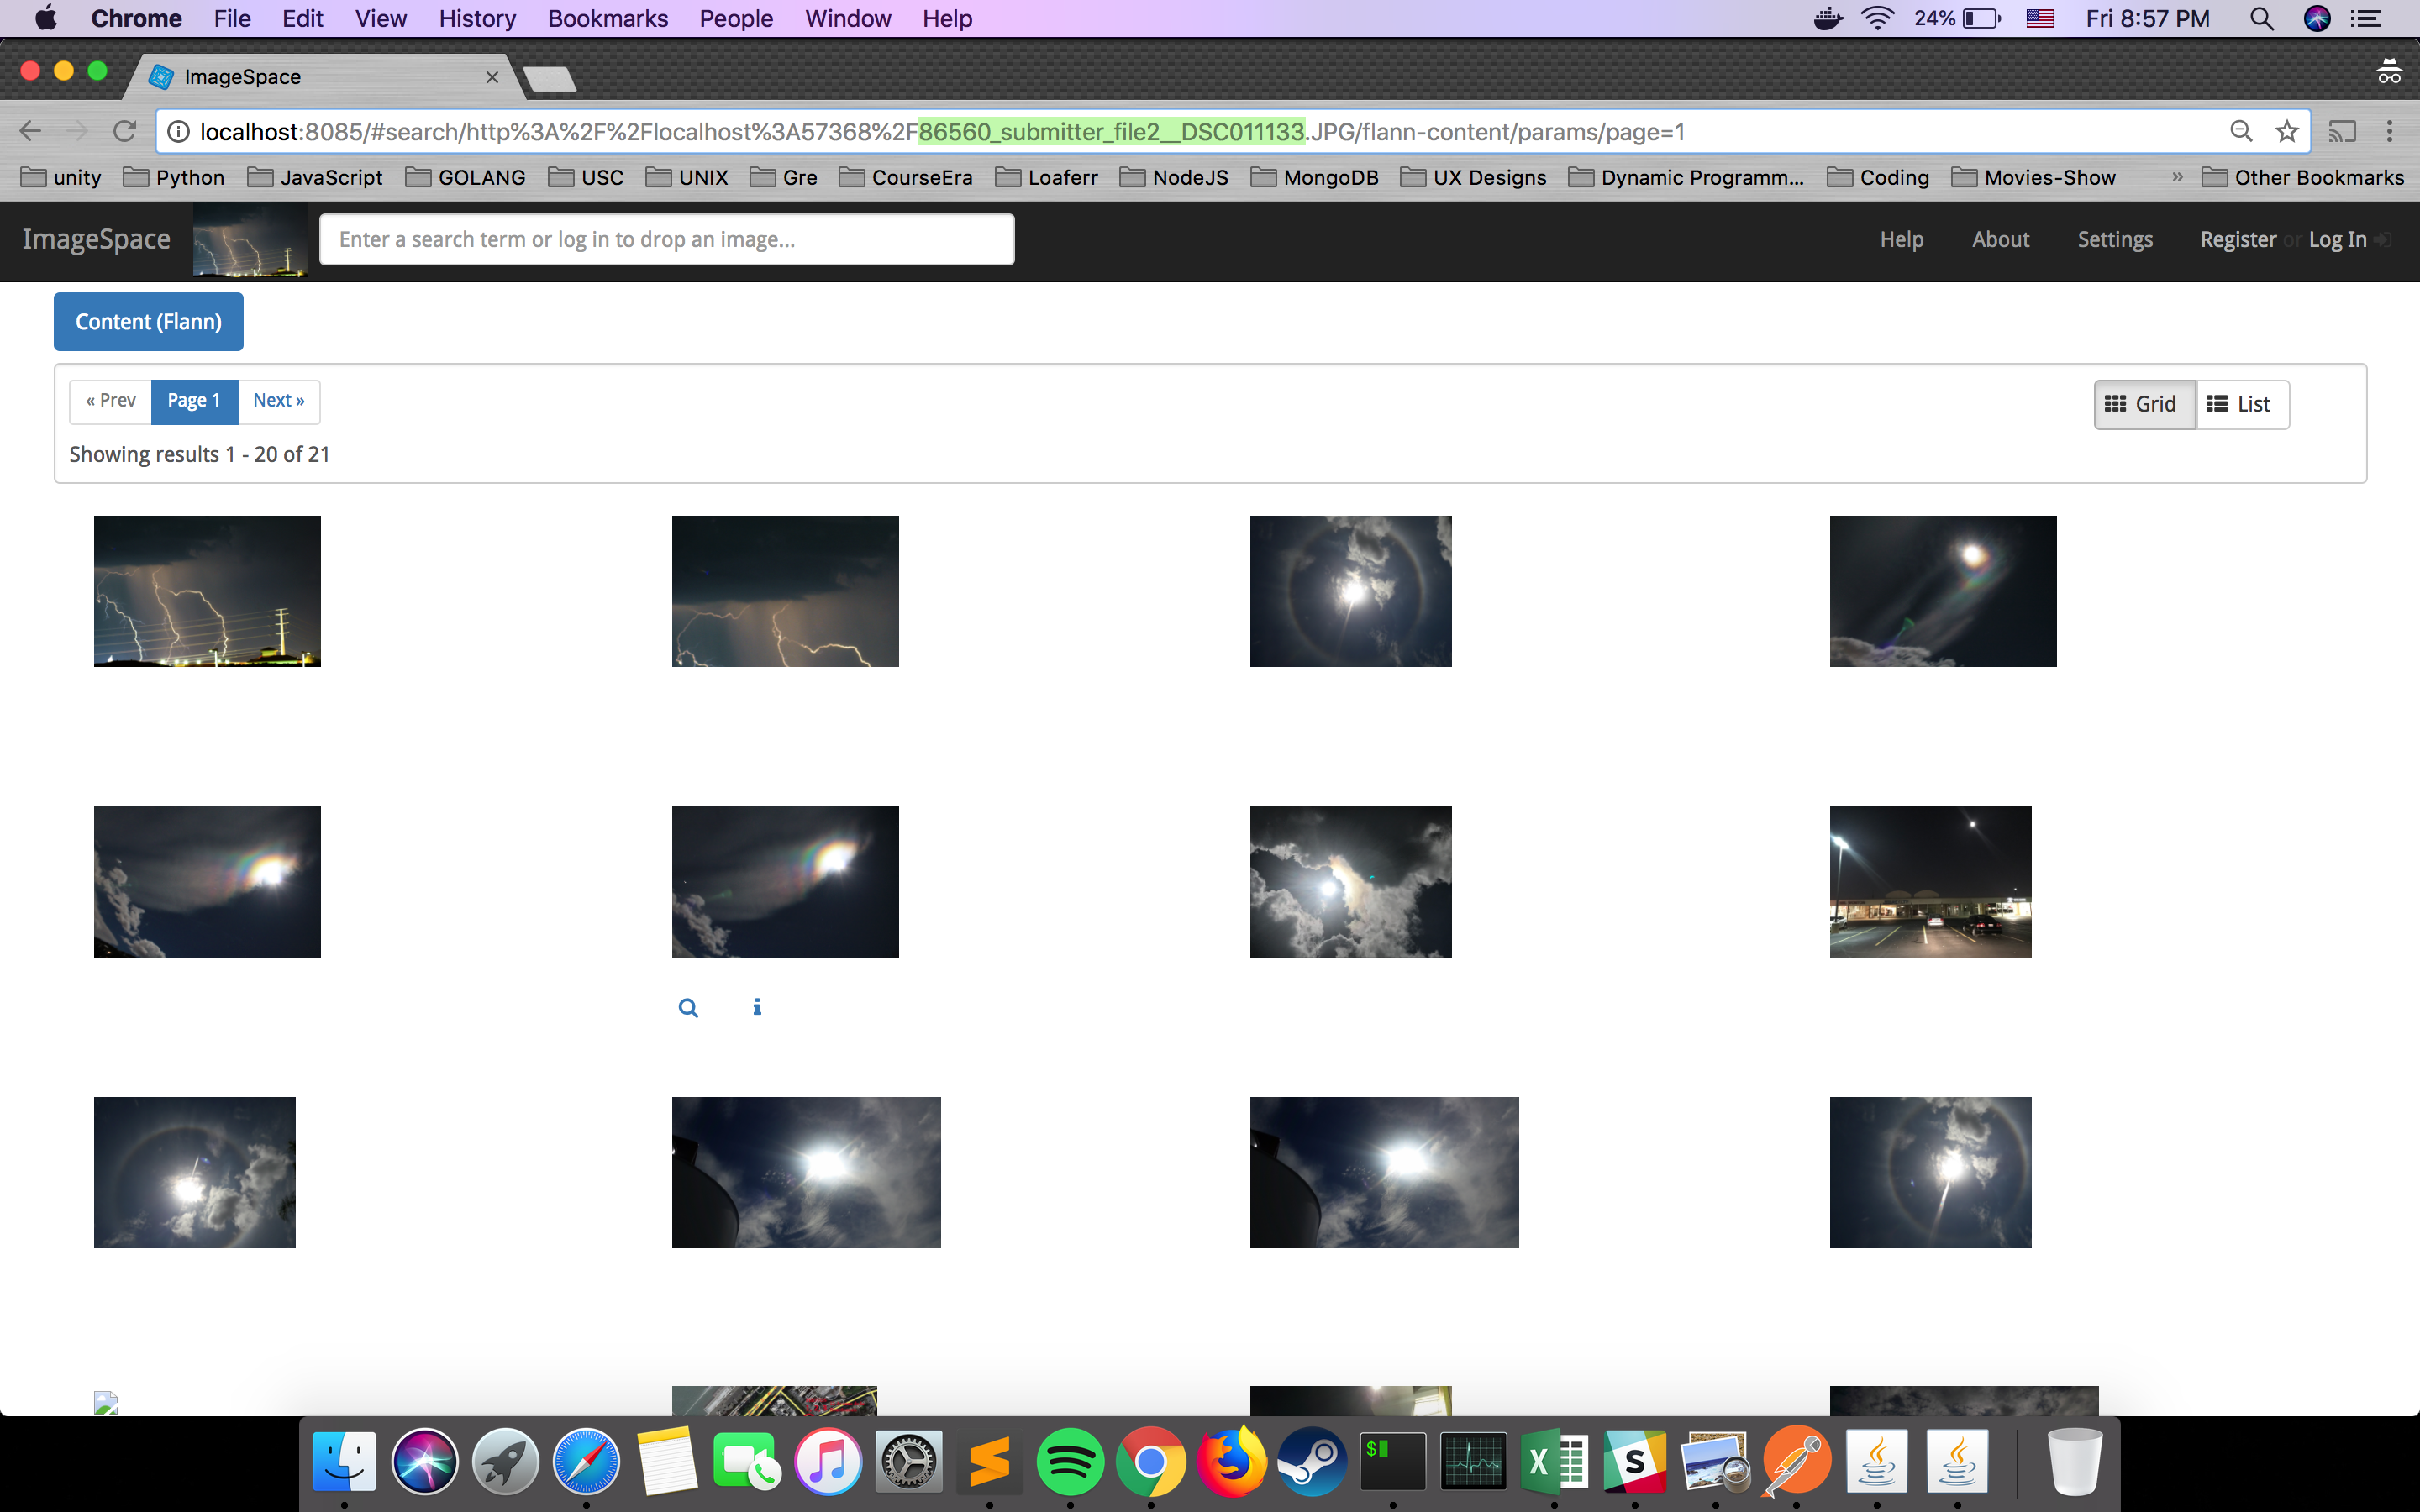 Chrome File Edit View History Bookmarks People Window Help 24% Fri 8:57 PM
ImageSpace
localhost:8085/#search/http%3A%2F%2Flocalhost%3A57368%2F86560_submitter_file2__DSC011133.JPG/flann-content/params/page=1
unity Python JavaScript GOLANG USC UNIX Gre CourseEra Loaferr NodeJS MongoDB UX Designs Dynamic Programm... Coding Movies-Show » Other Bookmarks
ImageSpace Enter a search term or log in to drop an image... Help About Settings Register or Log In
Content (Flann)
« Prev Page 1 Next » Grid List
Showing results 1 - 20 of 21